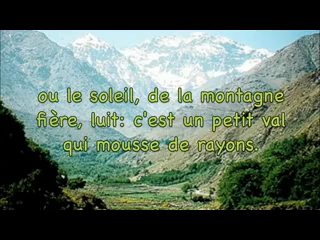 ou le soleil, de la montagne
fière, luit: c'est un petit val
qui mousse de rayons.